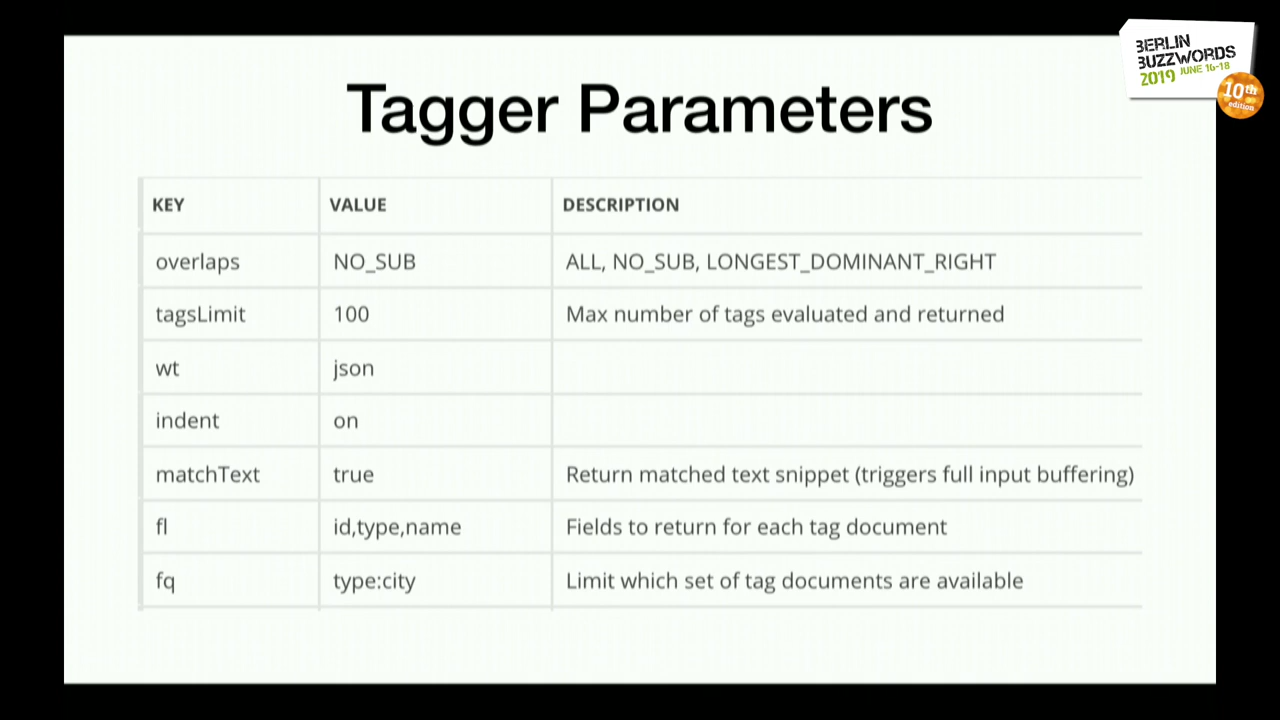 BERLIN
BUZZWORDS
2019 JUNE 16-18
10th
edition
Tagger Parameters
KEY VALUE DESCRIPTION
overlaps NO_SUB ALL, NO_SUB, LONGEST_DOMINANT_RIGHT
tagsLimit 100 Max number of tags evaluated and returned
wt json
indent on
matchText true Return matched text snippet (triggers full input buffering)
fl id,type,name Fields to return for each tag document
fq type:city Limit which set of tag documents are available